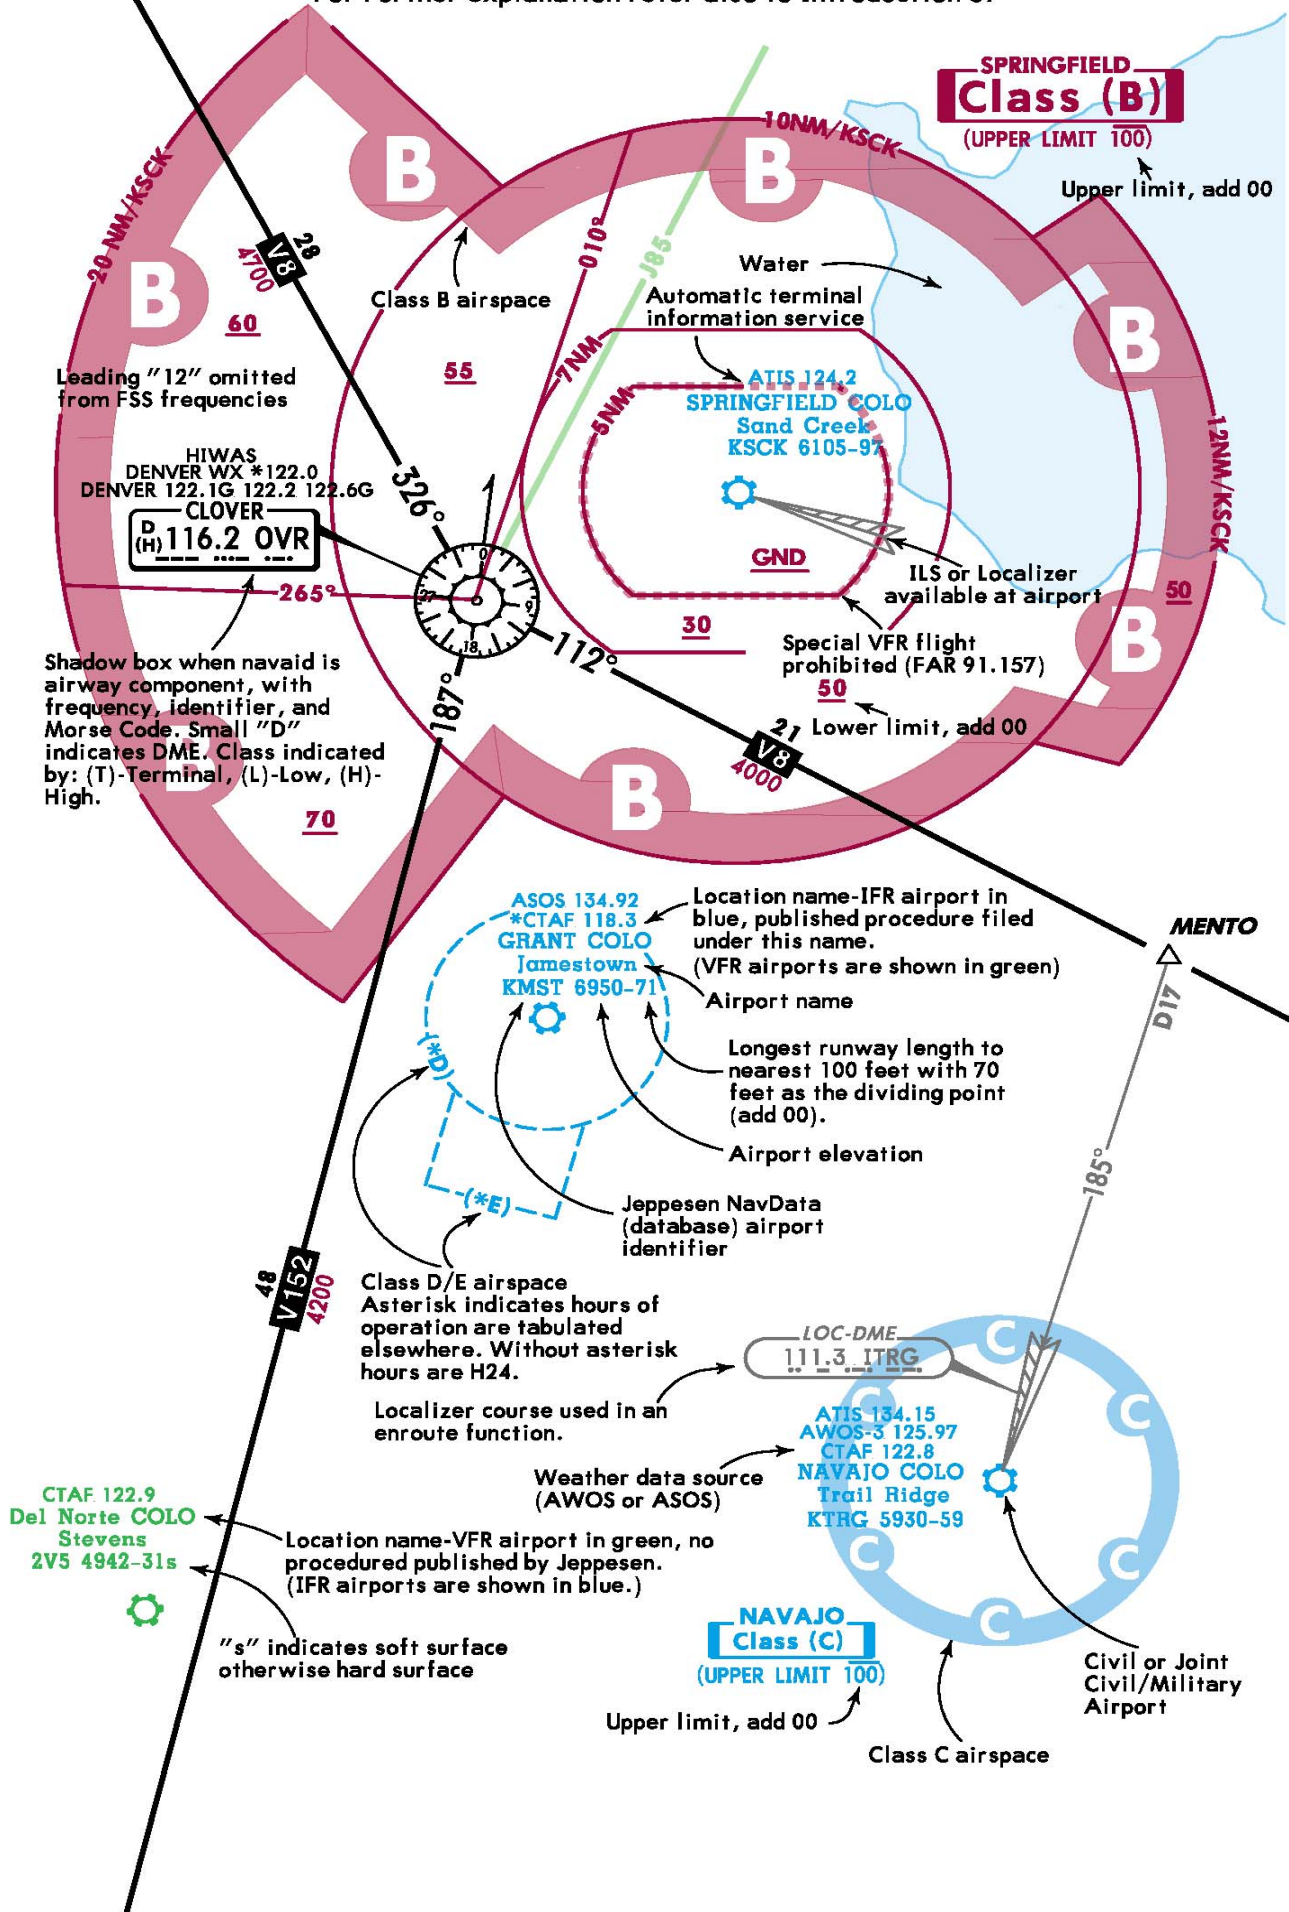 SPRINGFIELD
Class (B)
(UPPER LIMIT 100)
Upper limit, add 00
10NM/KSCK
20 NM/KSCK
B
B
B
B
B
B
B
28
V8
4700
010°
J85
Water
Class B airspace
Automatic terminal
information service
60
55
7NM
5NM
ATIS 124.2
SPRINGFIELD COLO
Sand Creek
KSCK 6105-97
Leading "12" omitted
from FSS frequencies
12NM/KSCK
HIWAS
DENVER WX *122.0
DENVER 122.1G 122.2 122.6G
CLOVER
D
(H) 116.2 OVR
326°
0
9
18
27
265°
GND
ILS or Localizer
available at airport
50
30
112°
187°
Special VFR flight
prohibited (FAR 91.157)
50
Lower limit, add 00
21
V8
4000
Shadow box when navaid is
airway component, with
frequency, identifier, and
Morse Code. Small "D"
indicates DME. Class indicated
by: (T)-Terminal, (L)-Low, (H)-
High.
70
ASOS 134.92
*CTAF 118.3
GRANT COLO
Jamestown
KMST 6950-71
Location name-IFR airport in
blue, published procedure filed
under this name.
(VFR airports are shown in green)
Airport name
MENTO
D17
(*D)
Longest runway length to
nearest 100 feet with 70
feet as the dividing point
(add 00).
Airport elevation
185°
(*E)
Jeppesen NavData
(database) airport
identifier
48
V 152
4200
Class D/E airspace
Asterisk indicates hours of
operation are tabulated
elsewhere. Without asterisk
hours are H24.
LOC-DME
111.3 ITRG
C
C
C
C
C
C
Localizer course used in an
enroute function.
ATIS 134.15
AWOS-3 125.97
CTAF 122.8
NAVAJO COLO
Trail Ridge
KTRG 5930-59
Weather data source
(AWOS or ASOS)
CTAF 122.9
Del Norte COLO
Stevens
2V5 4942-31s
Location name-VFR airport in green, no
procedured published by Jeppesen.
(IFR airports are shown in blue.)
"s" indicates soft surface
otherwise hard surface
NAVAJO
Class (C)
(UPPER LIMIT 100)
Upper limit, add 00
Class C airspace
Civil or Joint
Civil/Military
Airport